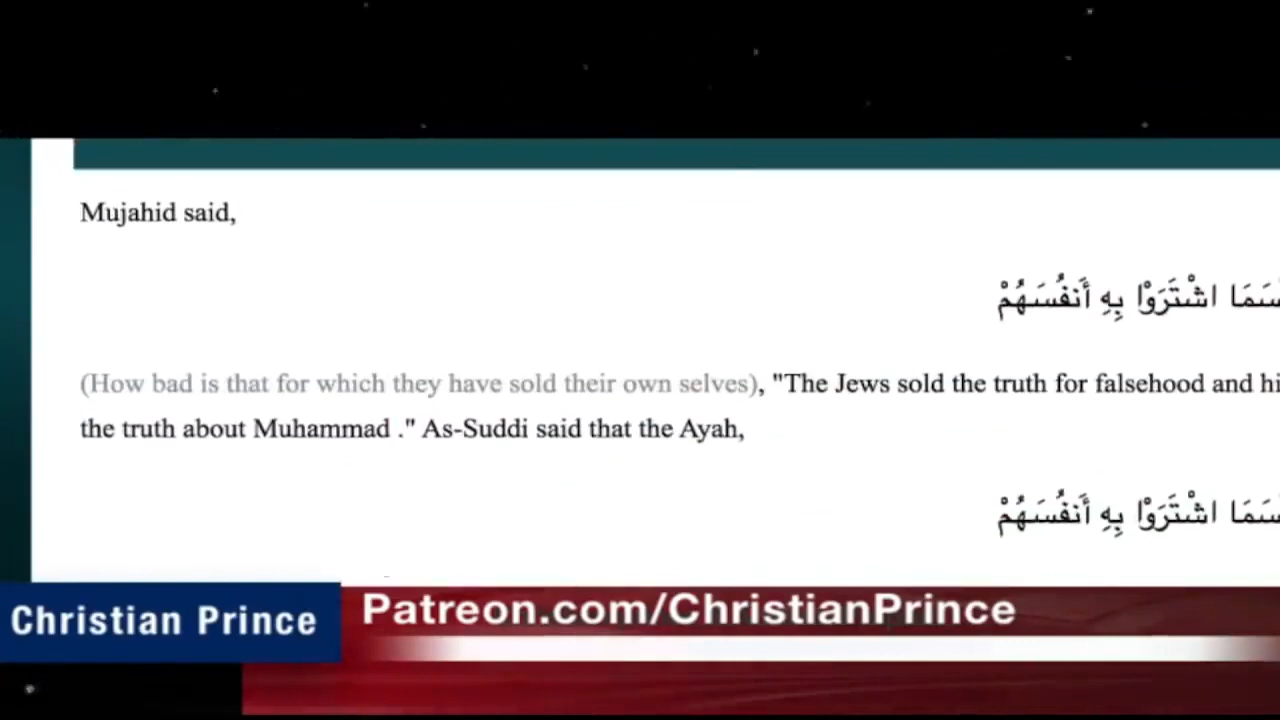 Mujahid said,
اشْتَرَوْا بِهِ أَنفُسَهُمْ
(How bad is that for which they have sold their own selves), "The Jews sold the truth for falsehood and
the truth about Muhammad ." As-Suddi said that the Ayah,
اشْتَرَوْا بِهِ أَنفُسَهُمْ
Christian Prince
Patreon.com/ChristianPrince